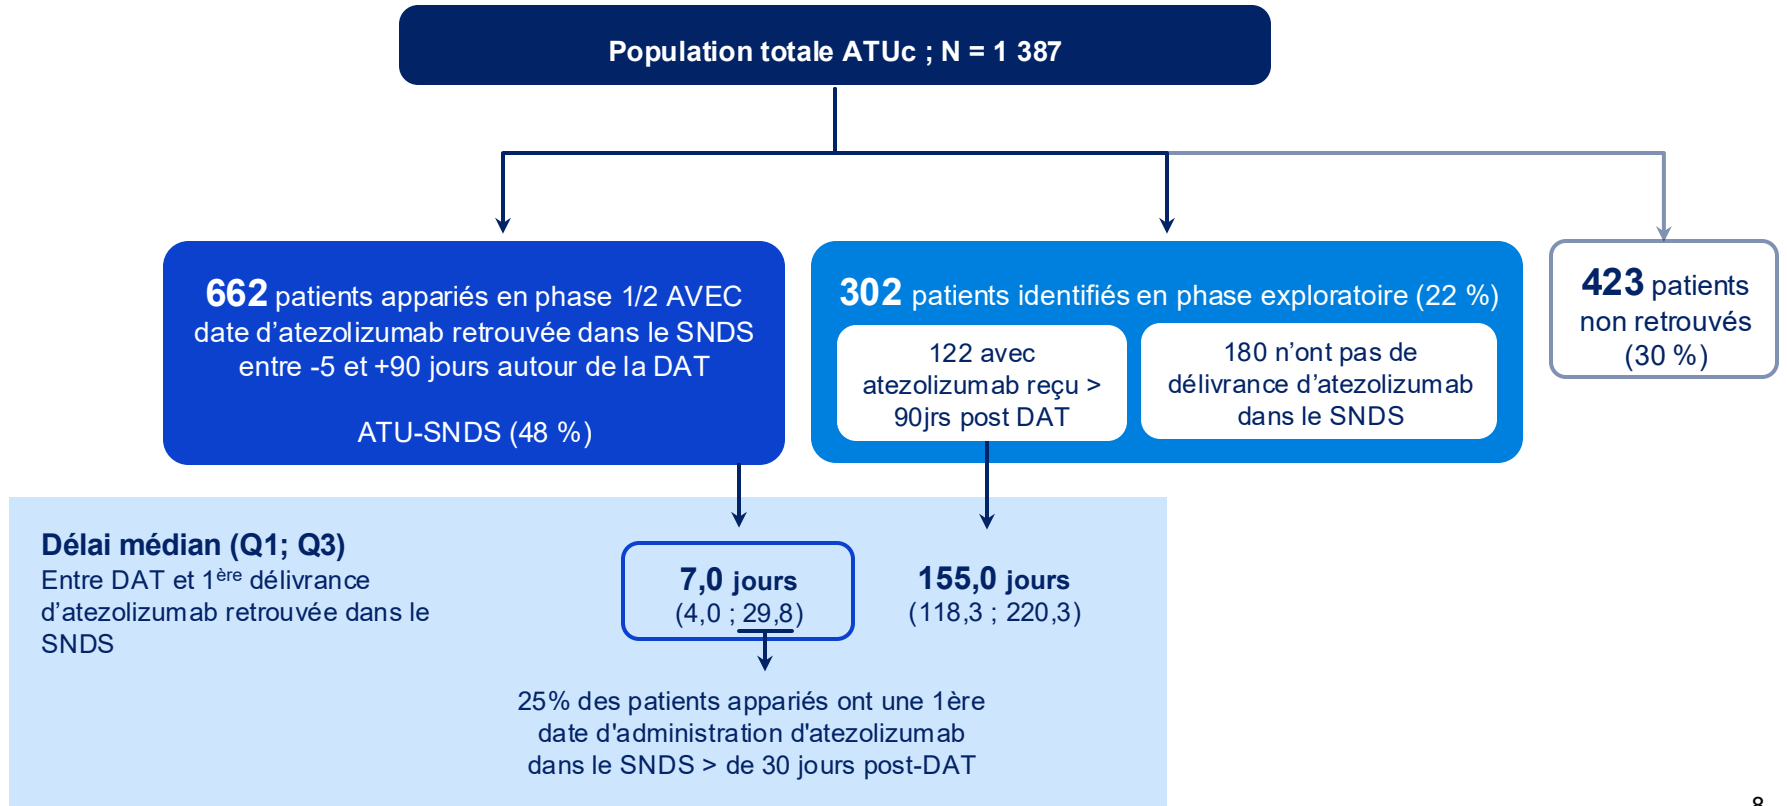 Population totale ATUc ; N = 1 387
662 patients appariés en phase 1/2 AVEC
date d’atezolizumab retrouvée dans le SNDS
entre -5 et +90 jours autour de la DAT
ATU-SNDS (48 %)
302 patients identifiés en phase exploratoire (22 %)
122 avec
atezolizumab reçu >
90jrs post DAT
180 n’ont pas de
délivrance d’atezolizumab
dans le SNDS
423 patients
non retrouvés
(30 %)
Délai médian (Q1; Q3)
Entre DAT et 1ère délivrance
d’atezolizumab retrouvée dans le
SNDS
7,0 jours
(4,0 ; 29,8)
155,0 jours
(118,3 ; 220,3)
25% des patients appariés ont une 1ère
date d'administration d'atezolizumab
dans le SNDS > de 30 jours post-DAT
8